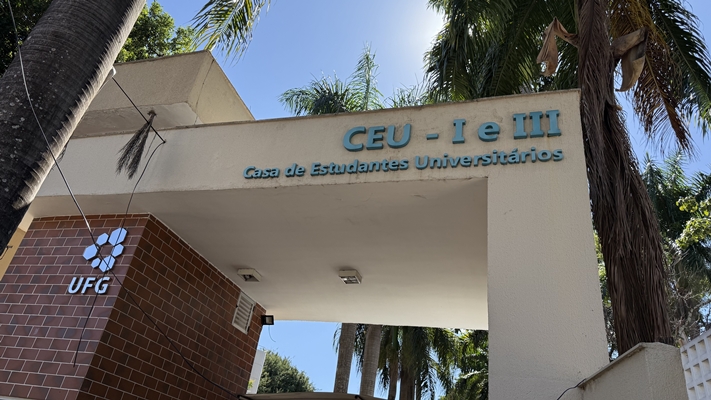 CEU - I e III
Casa de Estudantes Universitários
UFG